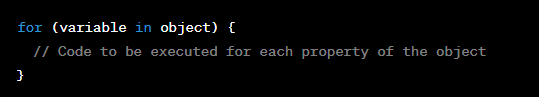 for (variable in object) {
  // Code to be executed for each property of the object
}